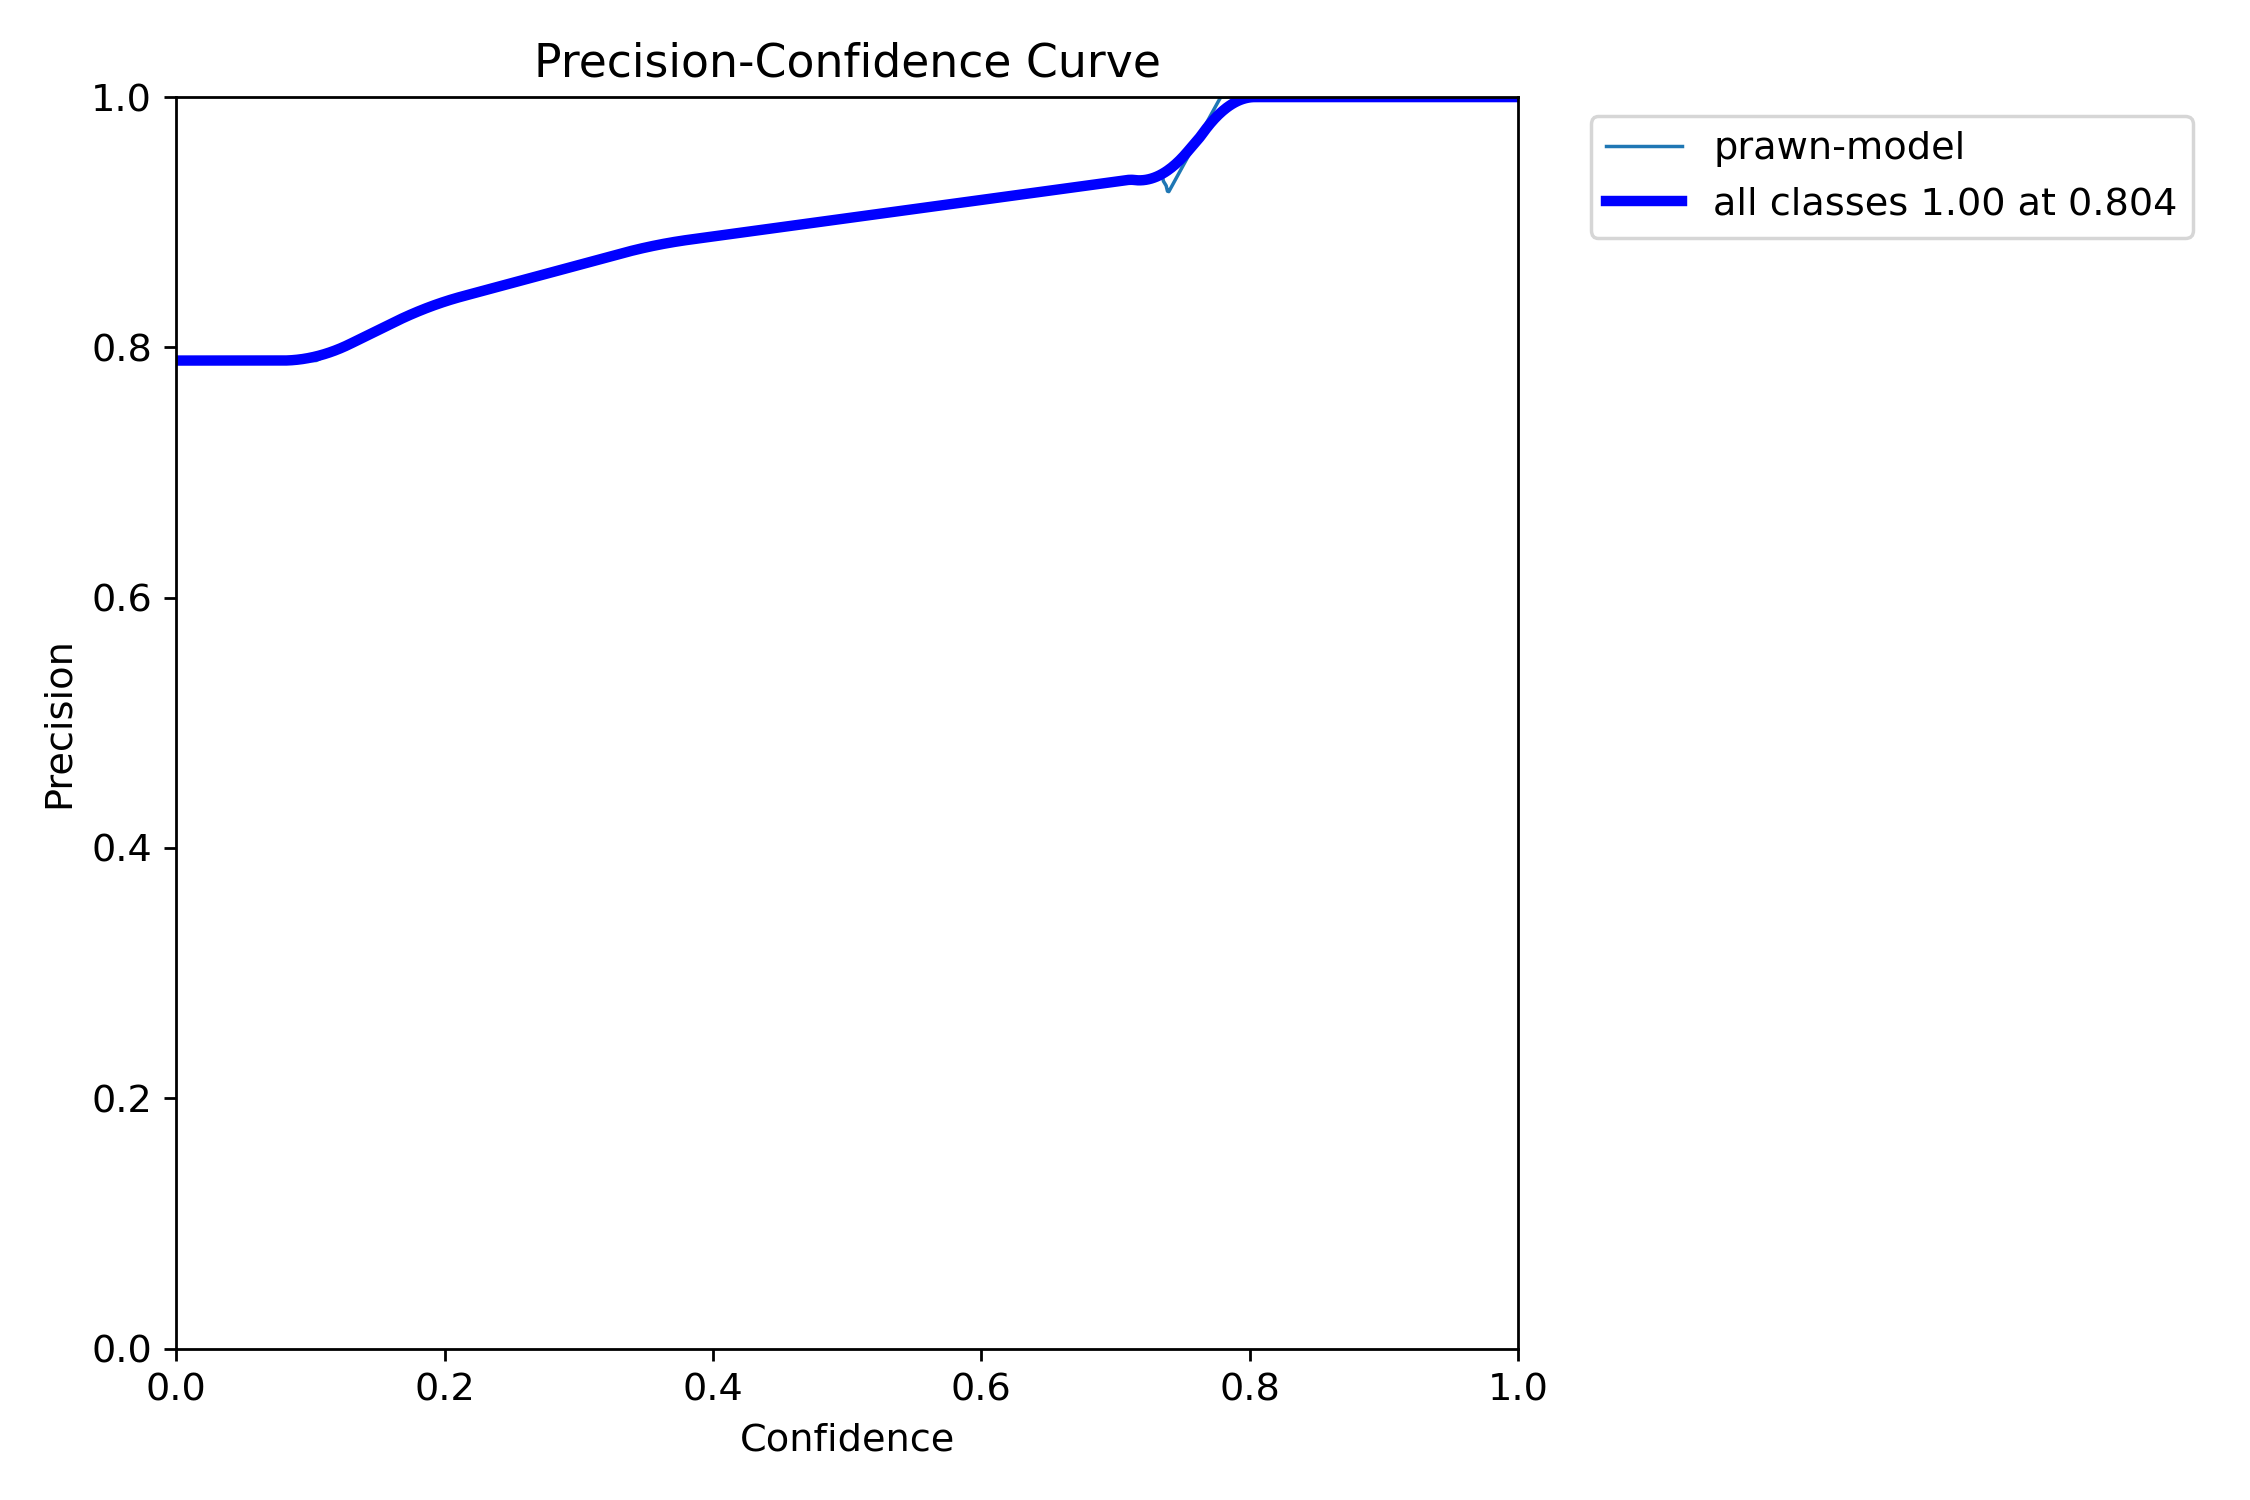 Precision-Confidence Curve
1.0
0.8
0.6
0.4
0.2
0.0
Precision
0.0 0.2 0.4 0.6 0.8 1.0
Confidence
prawn-model
all classes 1.00 at 0.804